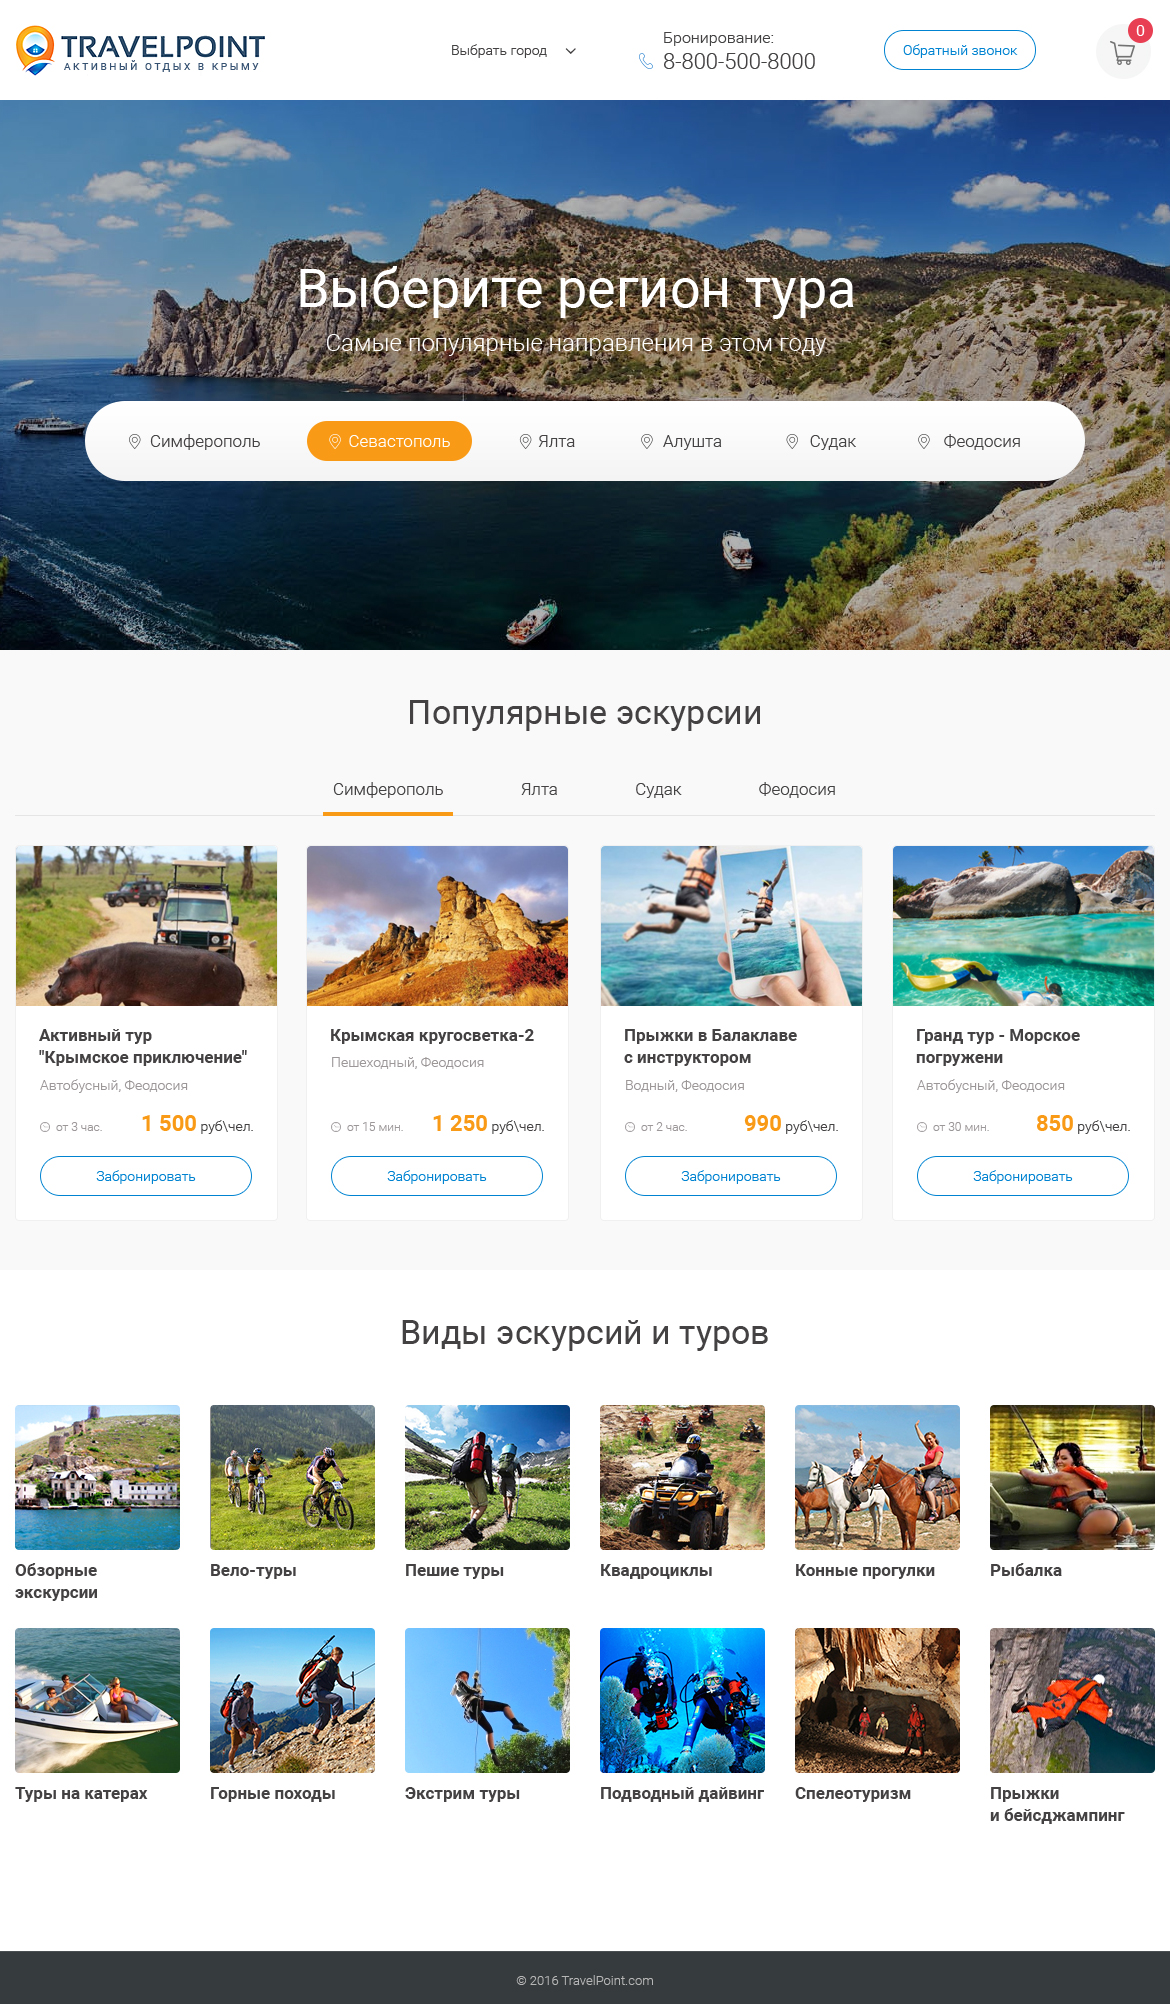 TRAVELPOINT
АКТИВНЫЙ ОТДЫХ В КРЫМУ
Выбрать город
Бронирование:
8-800-500-8000
Обратный звонок
0
Выберите регион тура
Самые популярные направления в этом году
Симферополь
Севастополь
Ялта
Алушта
Судак
Феодосия
Популярные эскурсии
Симферополь
Ялта
Судак
Феодосия
Активный тур
"Крымское приключение"
Автобусный, Феодосия
от 3 час.
1 500 руб\чел.
Забронировать
Крымская кругосветка-2
Пешеходный, Феодосия
от 15 мин.
1 250 руб\чел.
Забронировать
Прыжки в Балаклаве
с инструктором
Водный, Феодосия
от 2 час.
990 руб\чел.
Забронировать
Гранд тур - Морское
погружени
Автобусный, Феодосия
от 30 мин.
850 руб\чел.
Забронировать
Виды эскурсий и туров
Обзорные
экскурсии
Вело-туры
Пешие туры
Квадроциклы
Конные прогулки
Рыбалка
Туры на катерах
Горные походы
Экстрим туры
Подводный дайвинг
Спелеотуризм
Прыжки
и бейсджампинг
© 2016 TravelPoint.com